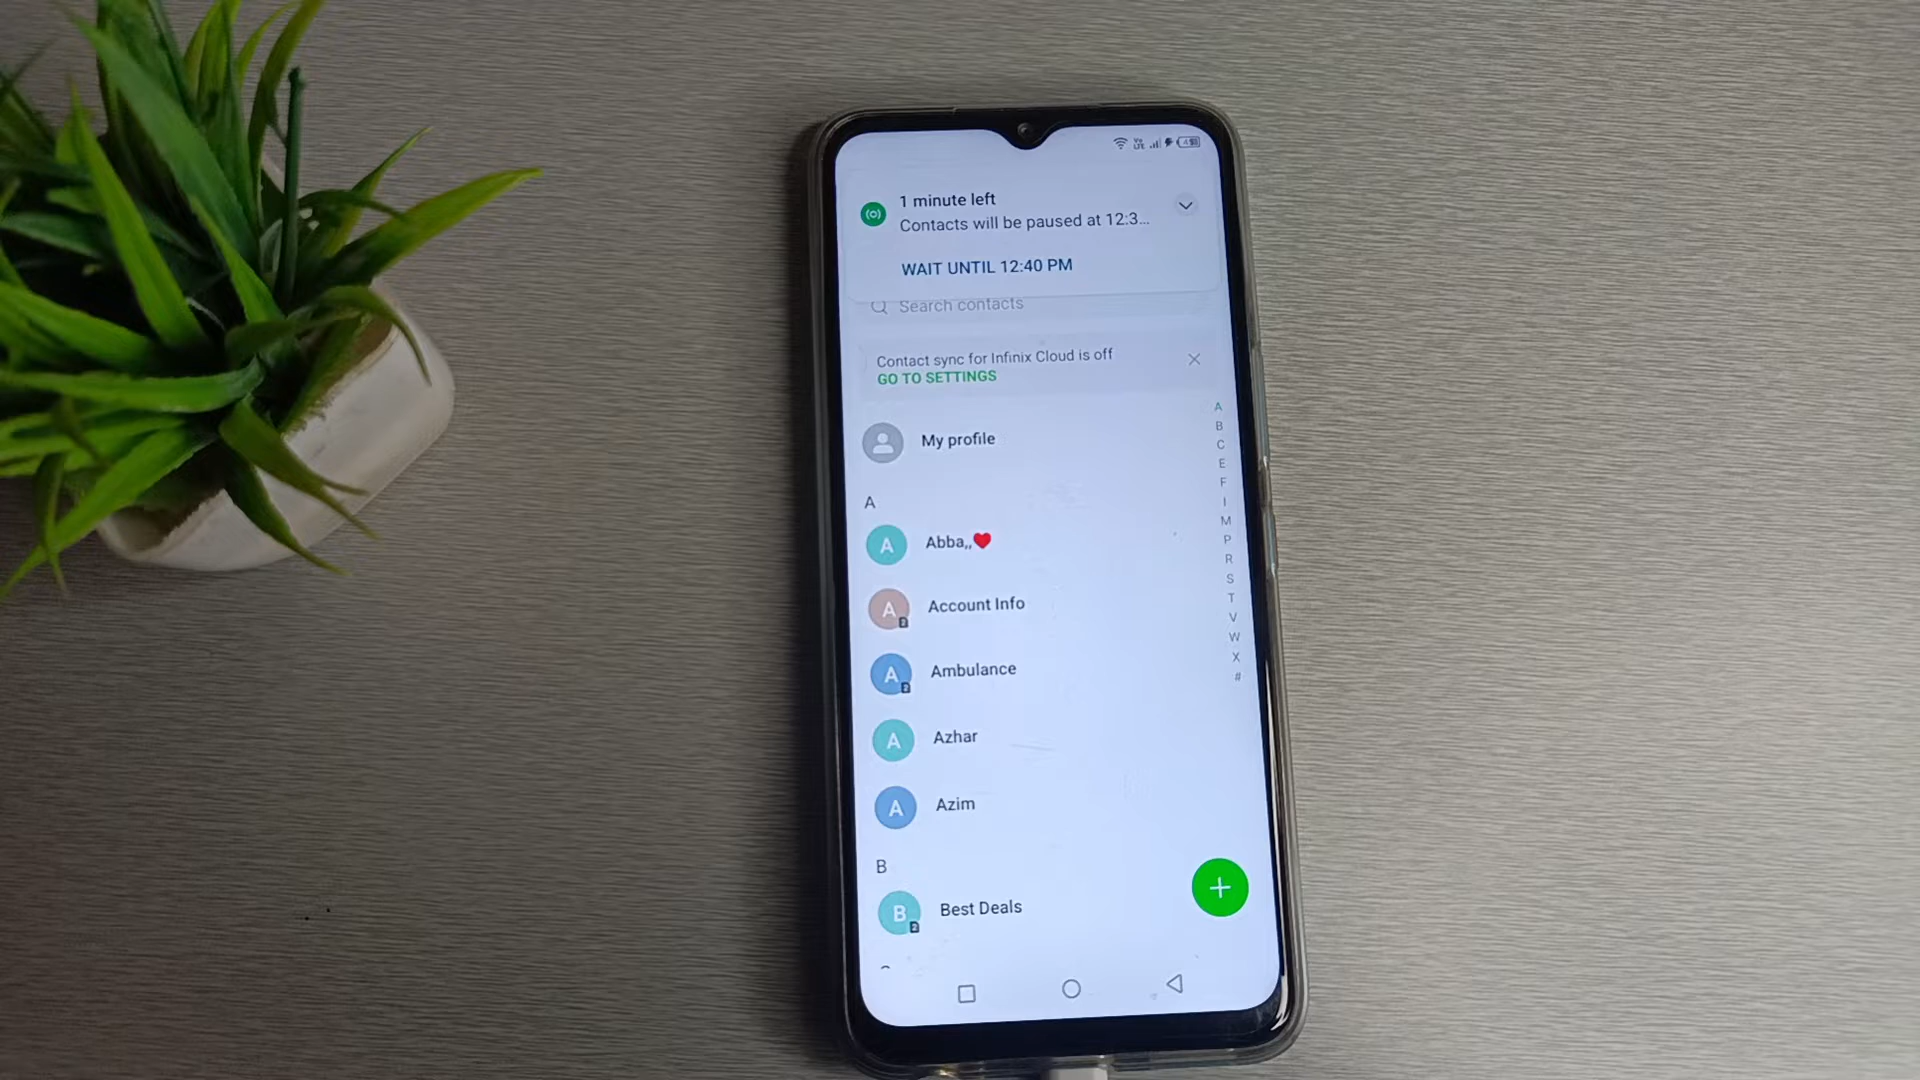 1 minute left
Contacts will be paused at 12:3...
WAIT UNTIL 12:40 PM
Search contacts
Contact sync for Infinix Cloud is off
GO TO SETTINGS
My profile
A
A Abba,,❤
A Account Info
A Ambulance
A Azhar
A Azim
B
B Best Deals
A
B
C
E
F
I
M
P
R
S
T
V
W
X
#